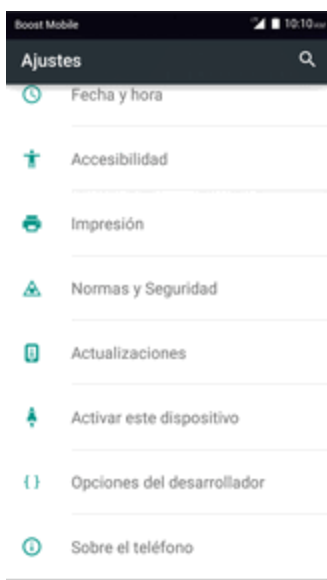 Boost Mobile 10:10
Ajustes
Fecha y hora
Accesibilidad
Impresión
Normas y Seguridad
Actualizaciones
Activar este dispositivo
Opciones del desarrollador
Sobre el teléfono